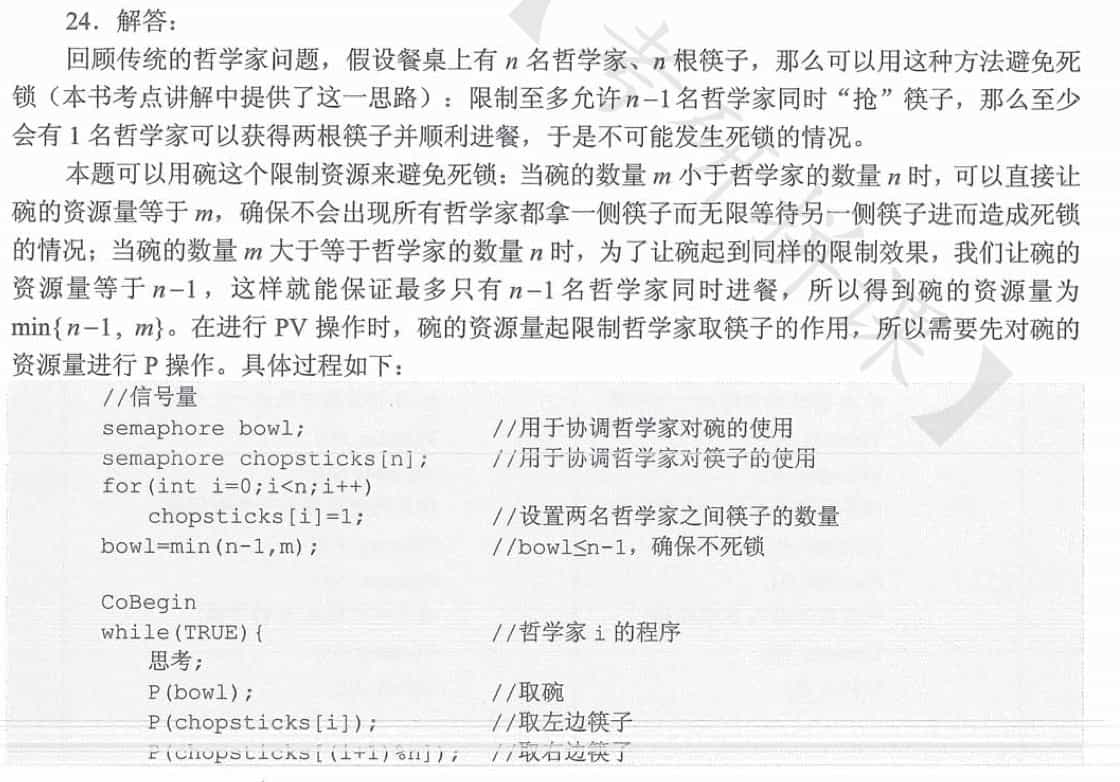 24．解答：
回顾传统的哲学家问题，假设餐桌上有 n 名哲学家、n 根筷子，那么可以用这种方法避免死
锁（本书考点讲解中提供了这一思路）：限制至多允许 n−1 名哲学家同时“抢”筷子，那么至少
会有 1 名哲学家可以获得两根筷子并顺利进餐，于是不可能发生死锁的情况。
本题可以用碗这个限制资源来避免死锁：当碗的数量 m 小于哲学家的数量 n 时，可以直接让
碗的资源量等于 m，确保不会出现所有哲学家都拿一侧筷子而无限等待另一侧筷子进而造成死锁
的情况；当碗的数量 m 大于等于哲学家的数量 n 时，为了让碗起到同样的限制效果，我们让碗的
资源量等于 n−1，这样就能保证最多只有 n−1 名哲学家同时进餐，所以得到碗的资源量为
min{n−1, m}。在进行 PV 操作时，碗的资源量起限制哲学家取筷子的作用，所以需要先对碗的
资源量进行 P 操作。具体过程如下：
//信号量
semaphore bowl; //用于协调哲学家对碗的使用
semaphore chopsticks[n]; //用于协调哲学家对筷子的使用
for(int i=0;i<n;i++)
chopsticks[i]=1; //设置两名哲学家之间筷子的数量
bowl=min(n-1,m); //bowl≤n-1，确保不死锁
CoBegin
while(TRUE){ //哲学家 i 的程序
思考;
P(bowl); //取碗
P(chopsticks[i]); //取左边筷子
P(chopsticks[(i+1)%n]); //取右边筷子